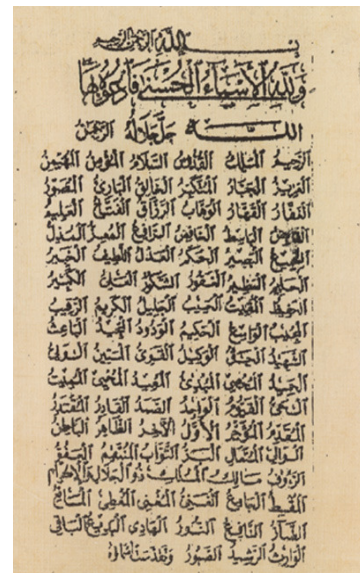 بسم الله الرحمن الرحيم
ولله الأسماء الحسنى فادعوه بها
الله جل جلاله الرحمن
الرحيم الملك القدوس السلام المؤمن المهيمن
العزيز الجبار المتكبر الخالق البارئ المصور
الغفار القهار الوهاب الرزاق الفتاح العليم
القابض الباسط الخافض الرافع المعز المذل
السميع البصير الحكم العدل اللطيف الخبير
الحليم العظيم الغفور الشكور العلي الكبير
الحفيظ المقيت الحسيب الجليل الكريم الرقيب
المجيب الواسع الحكيم الودود المجيد الباعث
الشهيد الحق الوكيل القوي المتين الولي
الحميد المحصي المبدئ المعيد المحيي المميت
الحي القيوم الواجد الصمد القادر المقتدر
المقدم المؤخر الأول الآخر الظاهر الباطن
الوالي المتعال البر التواب المنتقم العفو
الرؤوف مالك الملك ذو الجلال والإكرام
المقسط الجامع الغني المغني المعطي المانع
الضار النافع النور الهادي البديع الباقي
الوارث الرشيد الصبور